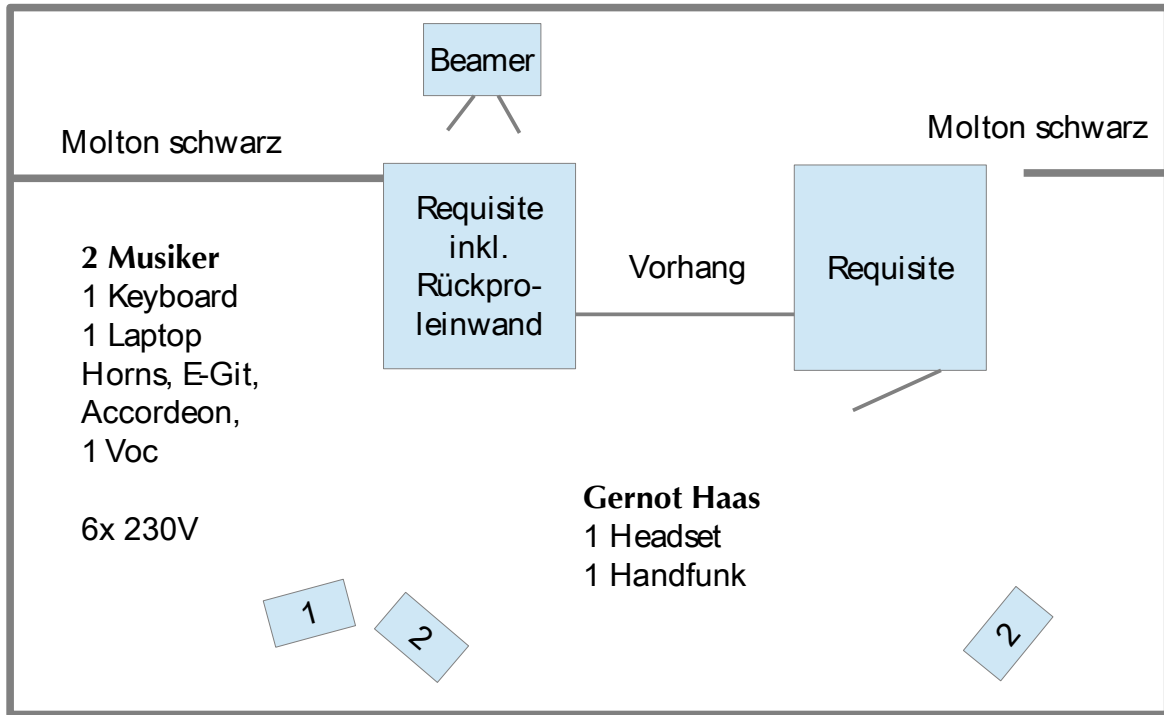 Beamer
Molton schwarz
Molton schwarz
Requisite
inkl.
Rückpro-
leinwand
Vorhang
Requisite
2 Musiker
1 Keyboard
1 Laptop
Horns, E-Git,
Accordeon,
1 Voc
6x 230V
Gernot Haas
1 Headset
1 Handfunk
1
2
2